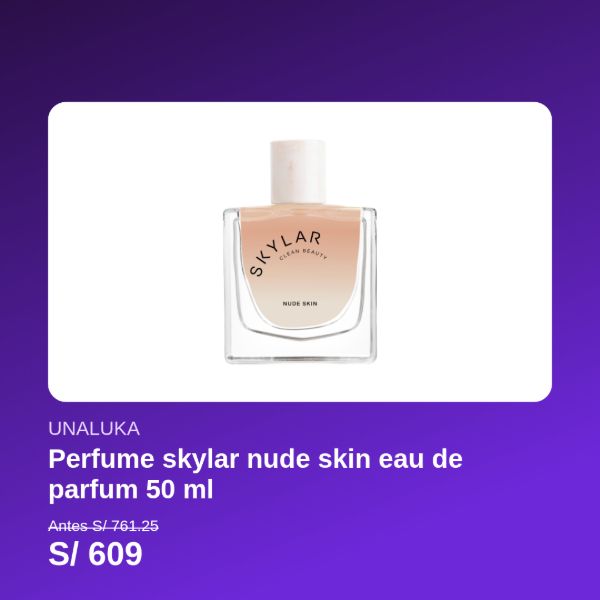 SKYLAR
CLEAN BEAUTY
NUDE SKIN
UNALUKA
Perfume skylar nude skin eau de
parfum 50 ml
Antes S/ 761.25
S/ 609